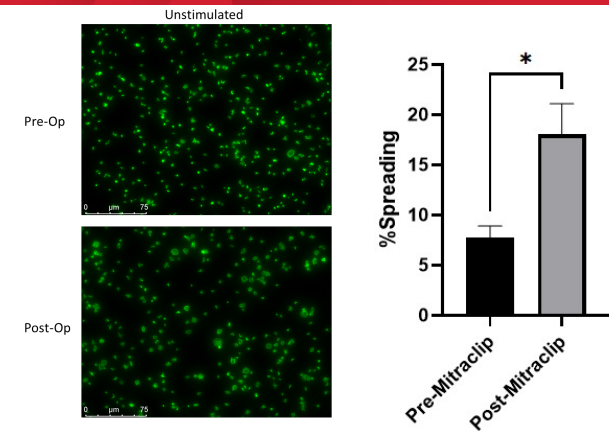 Unstimulated
Pre-Op
0 µm 75
Post-Op
0 µm 75
*
%Spreading
25
20
15
10
5
0
Pre-Mitraclip
Post-Mitraclip